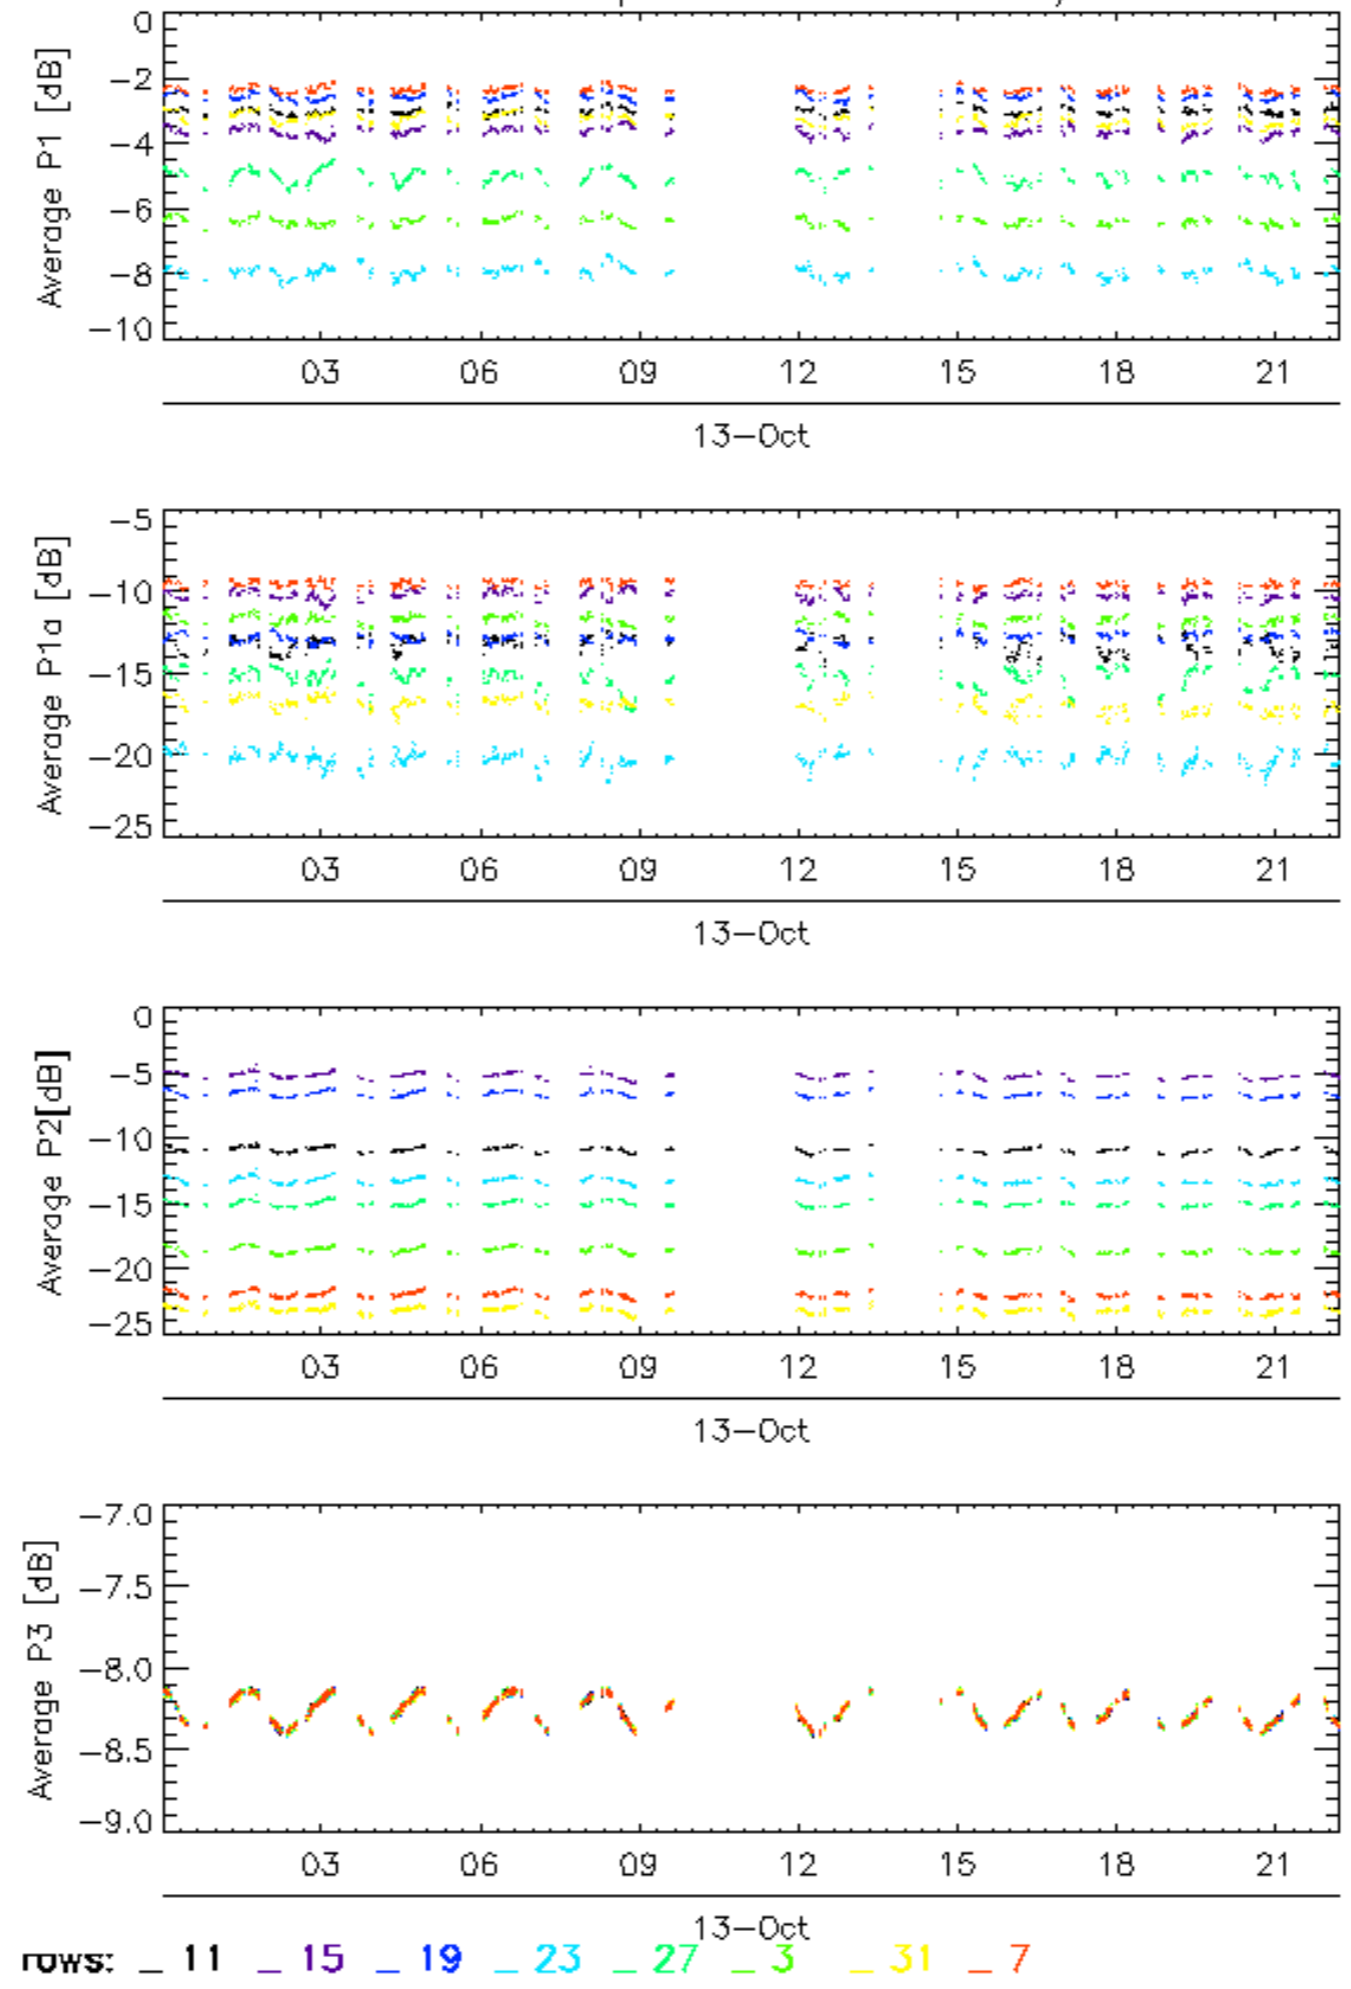 0
−2
−4
−6
−8
−10
Average P1 [dB]
03 06 09 12 15 18 21
13−Oct
−5
−10
−15
−20
−25
Average P1a [dB]
03 06 09 12 15 18 21
13−Oct
0
−5
−10
−15
−20
−25
Average P2[dB]
03 06 09 12 15 18 21
13−Oct
−7.0
−7.5
−8.0
−8.5
−9.0
Average P3 [dB]
03 06 09 12 15 18 21
13−Oct
rows: _ 11 _ 15 _ 19 _ 23 _ 27 _ 3 _ 31 _ 7